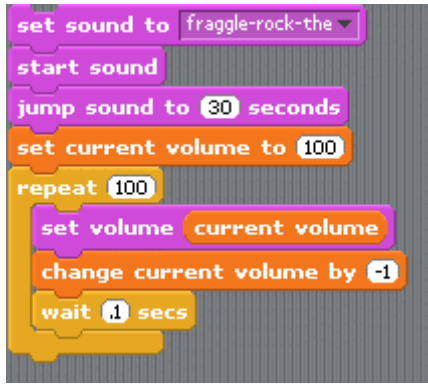 set sound to fraggle-rock-the
start sound
jump sound to 30 seconds
set current volume to 100
repeat 100
set volume current volume
change current volume by -1
wait .1 secs